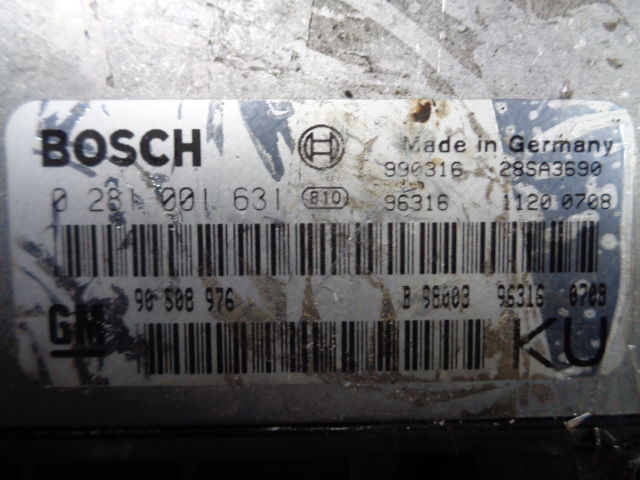 BOSCH Made in Germany
990316 28SA3690
0 281 001 631 810 96316 1120 0708
GM 90 508 976 B 98003 96316 0709
KU